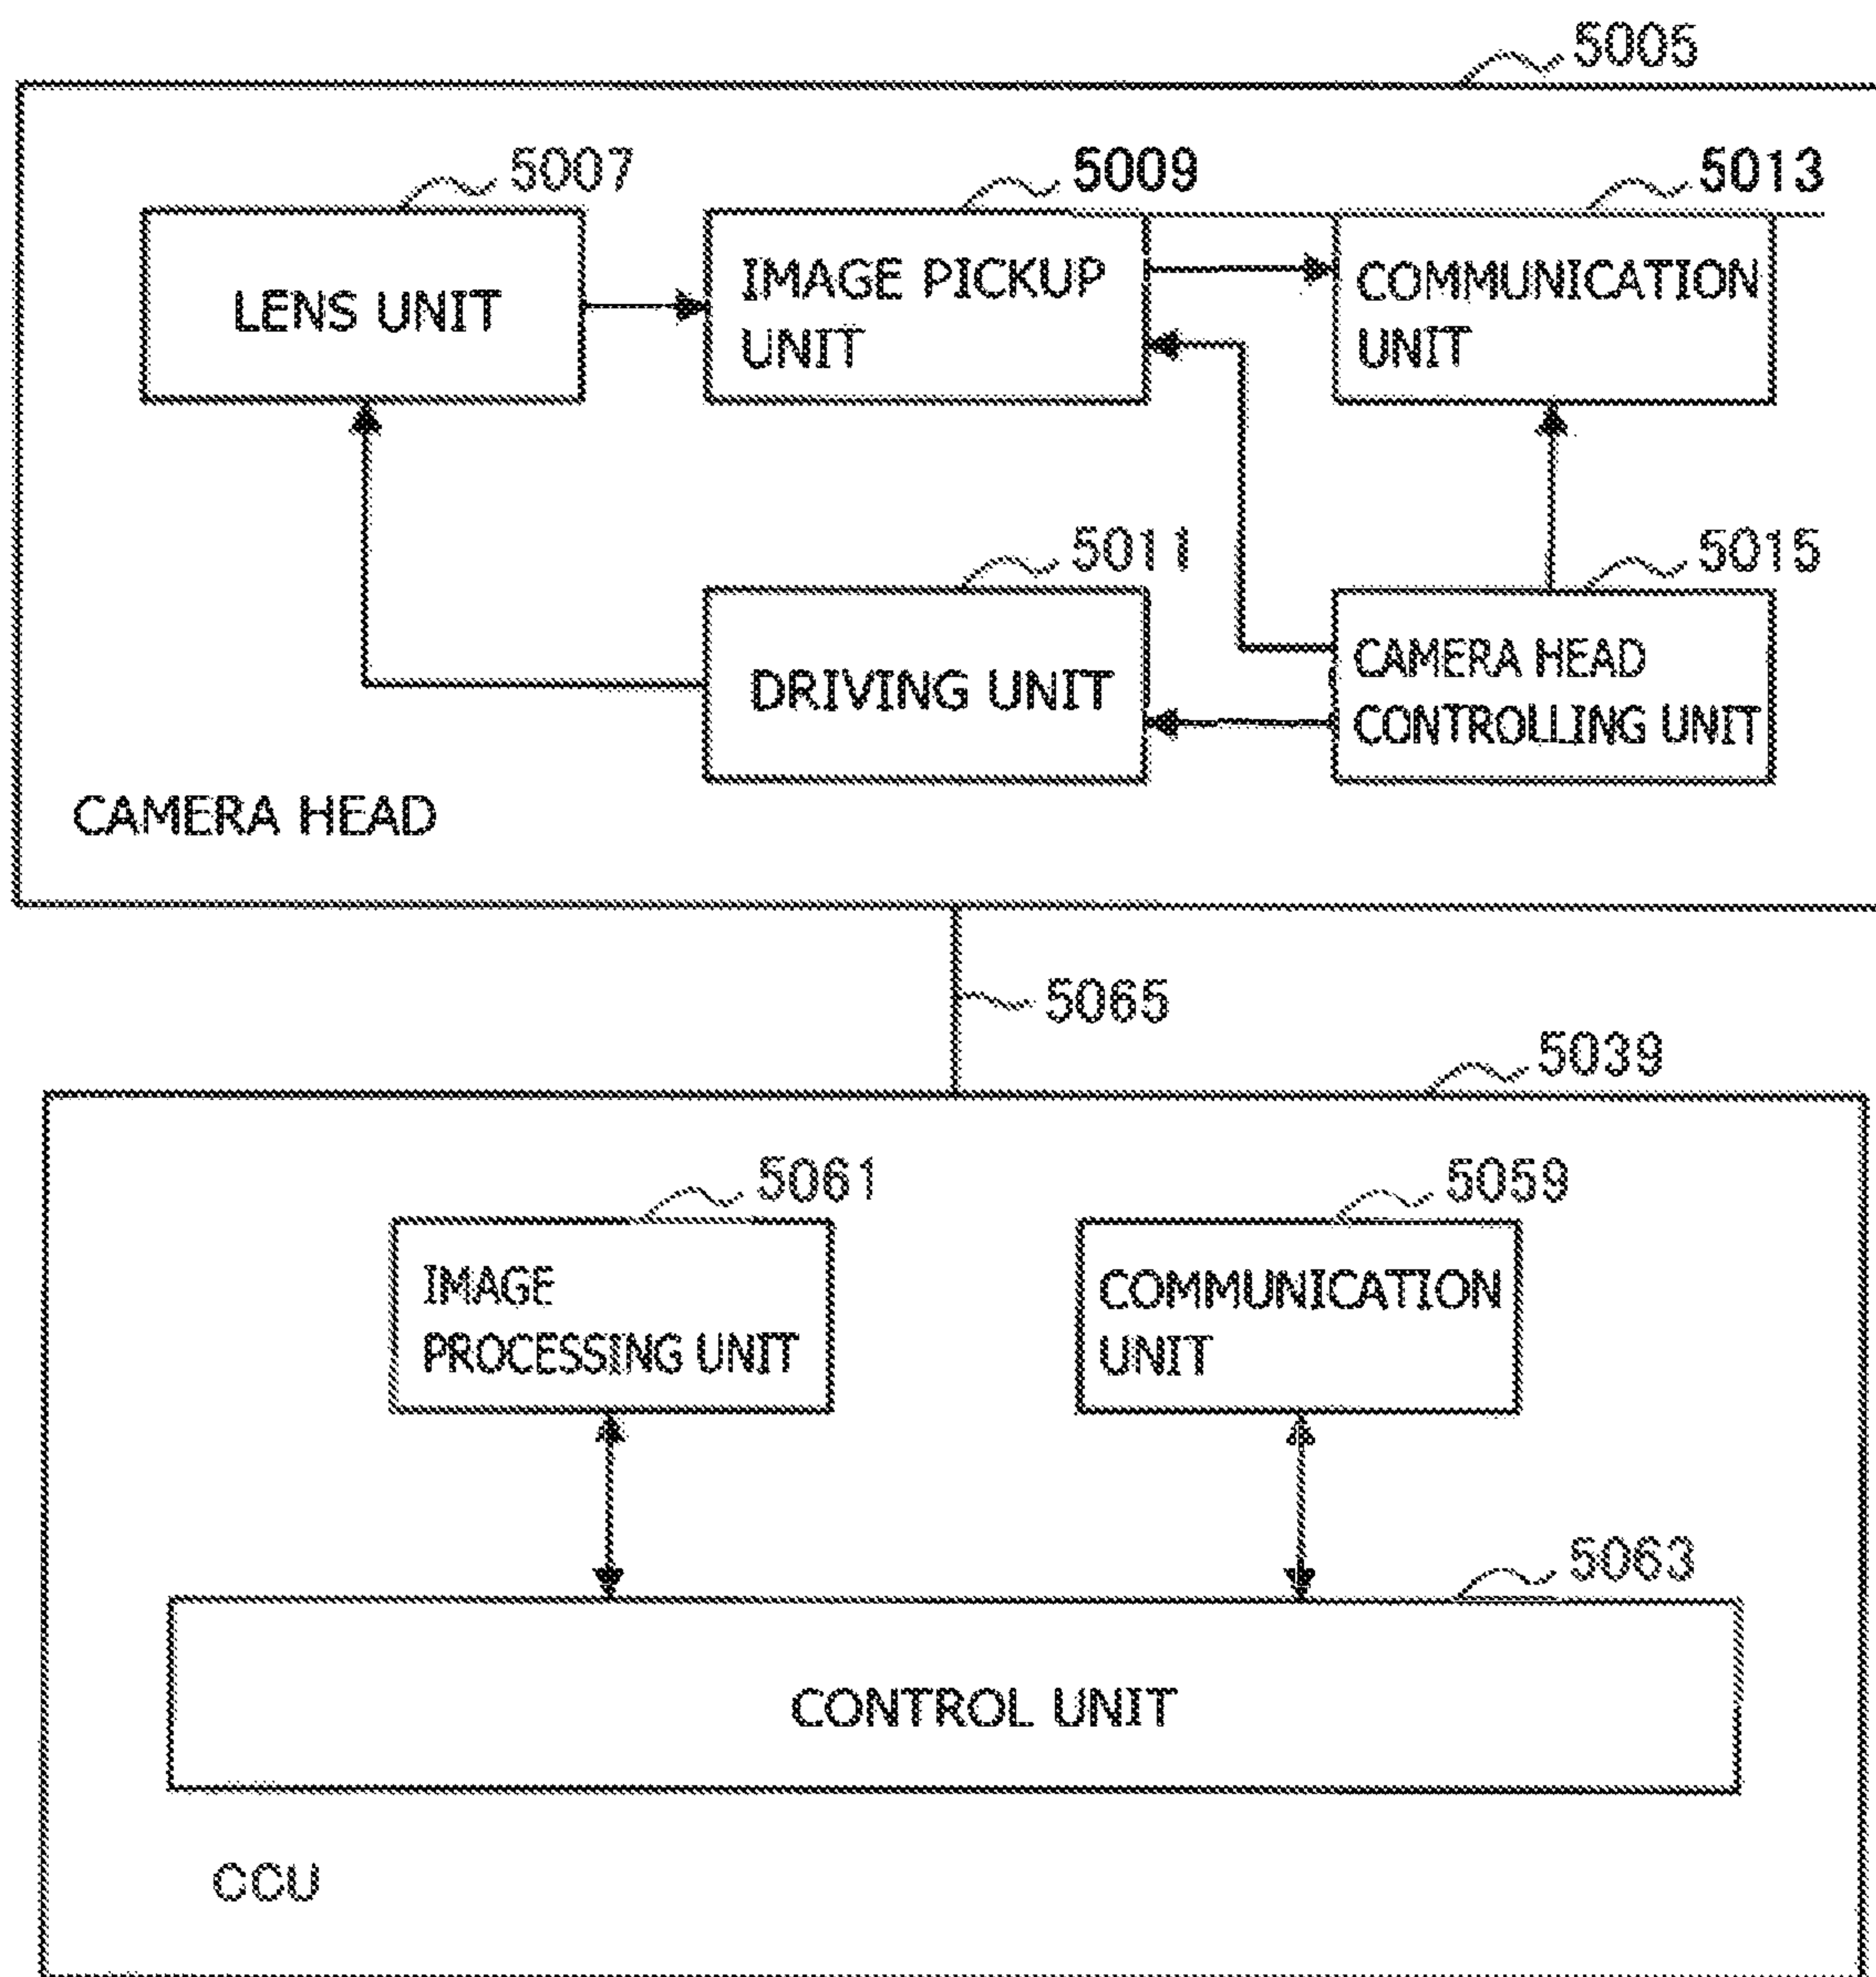 5005
5007
5009
5013
LENS UNIT
IMAGE PICKUP
UNIT
COMMUNICATION
UNIT
5011
5015
DRIVING UNIT
CAMERA HEAD
CONTROLLING UNIT
CAMERA HEAD
5065
5039
5061
5059
IMAGE
PROCESSING UNIT
COMMUNICATION
UNIT
5063
CONTROL UNIT
CCU